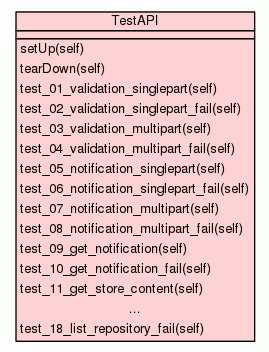 TestAPI
setUp(self)
tearDown(self)
test_01_validation_singlepart(self)
test_02_validation_singlepart_fail(self)
test_03_validation_multipart(self)
test_04_validation_multipart_fail(self)
test_05_notification_singlepart(self)
test_06_notification_singlepart_fail(self)
test_07_notification_multipart(self)
test_08_notification_multipart_fail(self)
test_09_get_notification(self)
test_10_get_notification_fail(self)
test_11_get_store_content(self)
...
test_18_list_repository_fail(self)